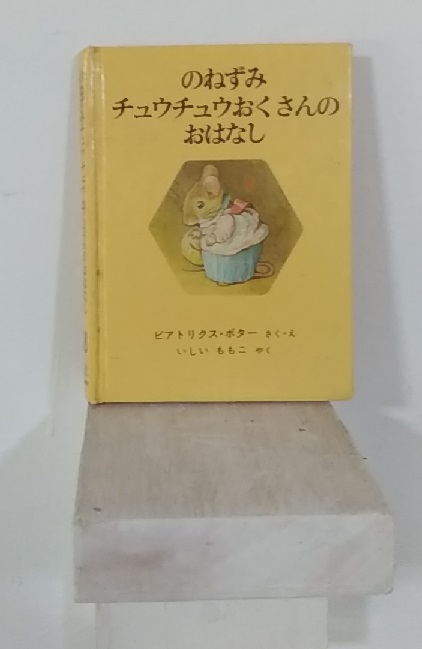 のねずみ
チュウチュウおくさんの
おはなし
ビアトリクス・ポター さく・え
いしい ももこ やく